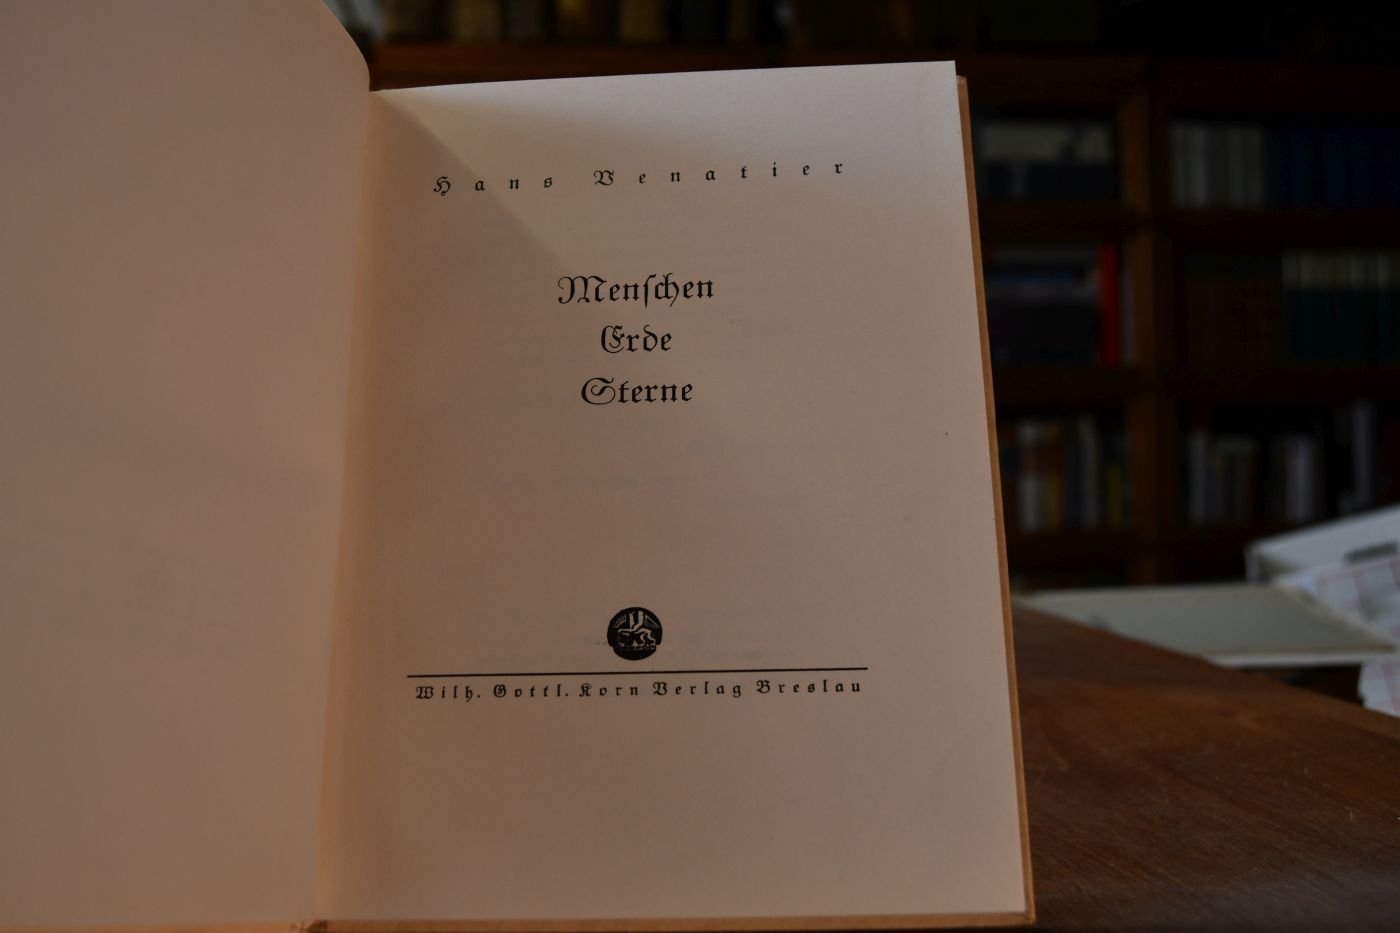 Hans Venatier
Menſchen
Erde
Sterne
Wilh. Gottl. Korn Verlag Breslau